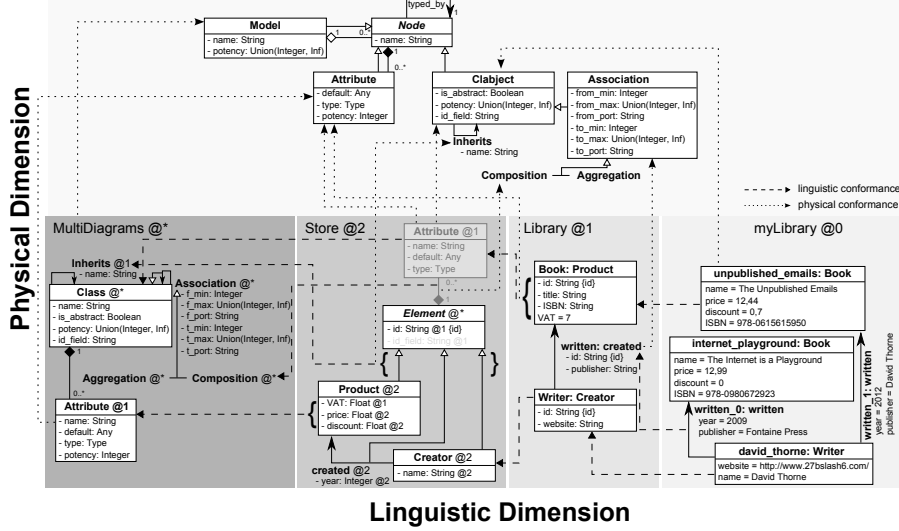 typed_by
Model
- name: String
- potency: Union(Integer, Inf)
1
0..*
Node
- name: String
1
0..*
Attribute
- default: Any
- type: Type
- potency: Integer
Clabject
- is_abstract: Boolean
- potency: Union(Integer, Inf)
- id_field: String
Inherits
- name: String
Association
- from_min: Integer
- from_max: Union(Integer, Inf)
- from_port: String
- to_min: Integer
- to_max: Union(Integer, Inf)
- to_port: String
Composition
Aggregation
linguistic conformance
physical conformance
Physical Dimension
MultiDiagrams @*
Inherits @1
- name: String
Class @*
- name: String
- is_abstract: Boolean
- potency: Union(Integer, Inf)
- id_field: String
1
0..*
Association @*
- f_min: Integer
- f_max: Union(Integer, Inf)
- f_port: String
- t_min: Integer
- t_max: Union(Integer, Inf)
- t_port: String
Aggregation @*
Composition @*
Attribute @1
- name: String
- default: Any
- type: Type
- potency: Integer
Store @2
Attribute @1
- name: String
- default: Any
- type: Type
0..*
1
Element @*
- id: String @1 {id}
- id_field: String @1
{
}
Product @2
- VAT: Float @1
- price: Float @2
- discount: Float @2
{
created @2
- year: Integer @2
Creator @2
- name: String @2
Library @1
Book: Product
- id: String {id}
- title: String
- ISBN: String
VAT = 7
{
written: created
- id: String {id}
- publisher: String
Writer: Creator
- id: String {id}
- website: String
myLibrary @0
unpublished_emails: Book
name = The Unpublished Emails
price = 12,44
discount = 0,7
ISBN = 978-0615615950
internet_playground: Book
name = The Internet is a Playground
price = 12,99
discount = 0
ISBN = 978-0980672923
written_0: written
year = 2009
publisher = Fontaine Press
written_1: written
year = 2012
publisher = David Thorne
david_thorne: Writer
website = http://www.27bslash6.com/
name = David Thorne
Linguistic Dimension